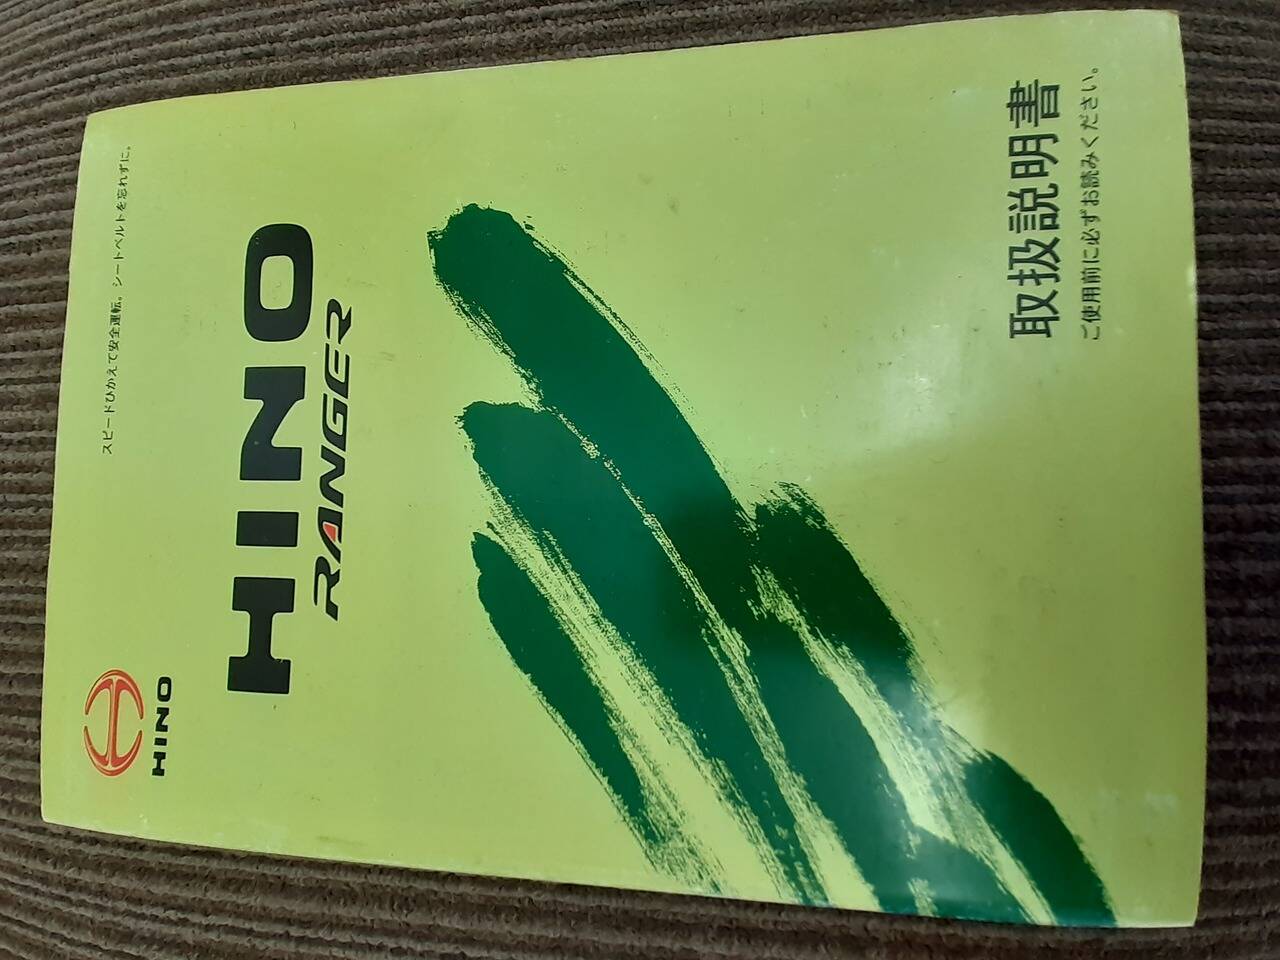 HINO
スピードひかえて安全運転。シートベルトを忘れずに。
HINO
RANGER
取扱説明書
ご使用前に必ずお読みください。